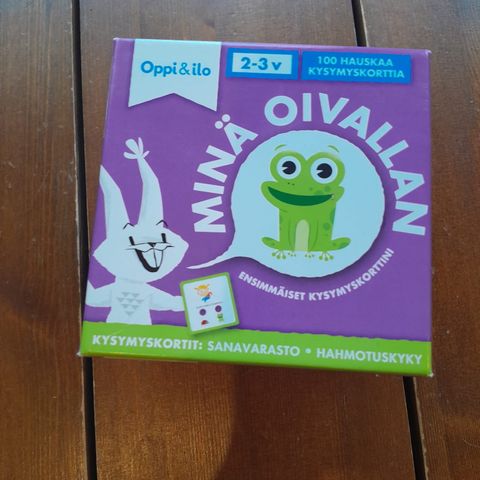 Oppi&ilo
2-3 v
100 HAUSKAA
KYSYMYSKORTTIA
MINÄ OIVALLAN
ENSIMMÄISET KYSYMYSKORTTINI
KYSYMYSKORTIT: SANAVARASTO • HAHMOTUSKYKY